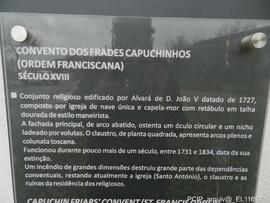 CONVENTO DOS FRADES CAPUCHINHOS
(ORDEM FRANCISCANA)
SÉCULO XVIII
Conjunto religioso edificado por Alvará de D. João V datado de 1727,
composto por igreja de nave única e capela-mor com retábulo em talha
dourada de estilo maneirista.
A fachada principal, de arco abatido, ostenta um óculo circular e um nicho
ladeado por volutas. O claustro, de planta quadrada, apresenta arcos plenos e
colunata toscana.
Funcionou durante pouco mais de um século, entre 1731 e 1834, data da sua
extinção.
Um incêndio de grandes dimensões destruiu grande parte das dependências
conventuais, restando atualmente a igreja (Santo António), o claustro e as
ruínas da residência dos religiosos.
CAPUCHIN FRIARS' CONVENT (ST. FRANCIS